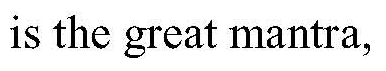 is the great mantra,